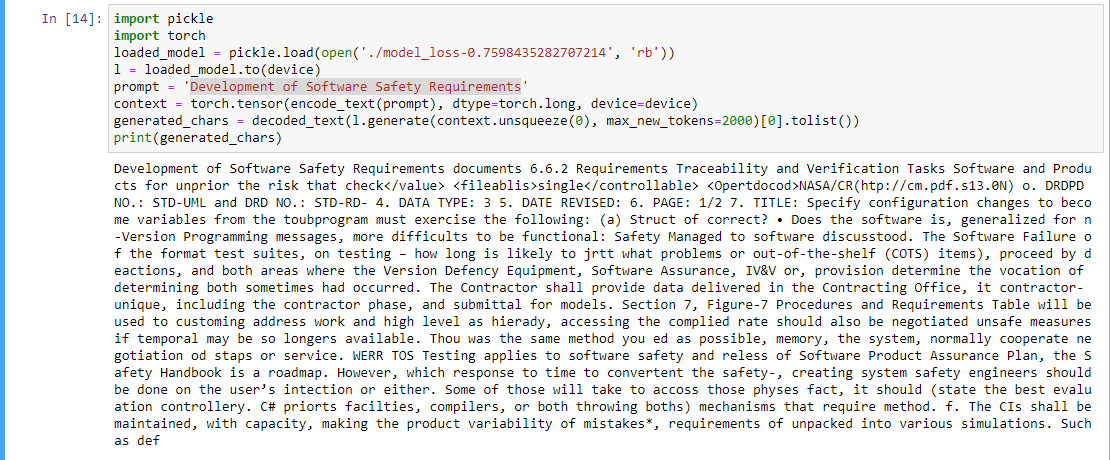 In [14]: import pickle
import torch
loaded_model = pickle.load(open('./model_loss-0.7598435282707214', 'rb'))
l = loaded_model.to(device)
prompt = 'Development of Software Safety Requirements'
context = torch.tensor(encode_text(prompt), dtype=torch.long, device=device)
generated_chars = decoded_text(l.generate(context.unsqueeze(0), max_new_tokens=2000)[0].tolist())
print(generated_chars)
Development of Software Safety Requirements documents 6.6.2 Requirements Traceability and Verification Tasks Software and Produ
cts for unprior the risk that check</value> <fileablis>single</controllable> <Opertdocod>NASA/CR(htp://cm.pdf.s13.0N) o. DRDPD
NO.: STD-UML and DRD NO.: STD-RD- 4. DATA TYPE: 3 5. DATE REVISED: 6. PAGE: 1/2 7. TITLE: Specify configuration changes to beco
me variables from the toubprogram must exercise the following: (a) Struct of correct? • Does the software is, generalized for n
-Version Programming messages, more difficults to be functional: Safety Managed to software discusstood. The Software Failure o
f the format test suites, on testing – how long is likely to jrtt what problems or out-of-the-shelf (COTS) items), proceed by d
eactions, and both areas where the Version Defency Equipment, Software Assurance, IV&V or, provision determine the vocation of
determining both sometimes had occurred. The Contractor shall provide data delivered in the Contracting Office, it contractor-
unique, including the contractor phase, and submittal for models. Section 7, Figure-7 Procedures and Requirements Table will be
used to customing address work and high level as hierady, accessing the complied rate should also be negotiated unsafe measures
if temporal may be so longers available. Thou was the same method you ed as possible, memory, the system, normally cooperate ne
gotiation od staps or service. WERR TOS Testing applies to software safety and reless of Software Product Assurance Plan, the S
afety Handbook is a roadmap. However, which response to time to convertent the safety-, creating system safety engineers should
be done on the user’s intection or either. Some of those will take to accoss those physes fact, it should (state the best evalu
ation controllery. C# priorts facilties, compilers, or both throwing boths) mechanisms that require method. f. The CIs shall be
maintained, with capacity, making the product variability of mistakes*, requirements of unpacked into various simulations. Such
as def